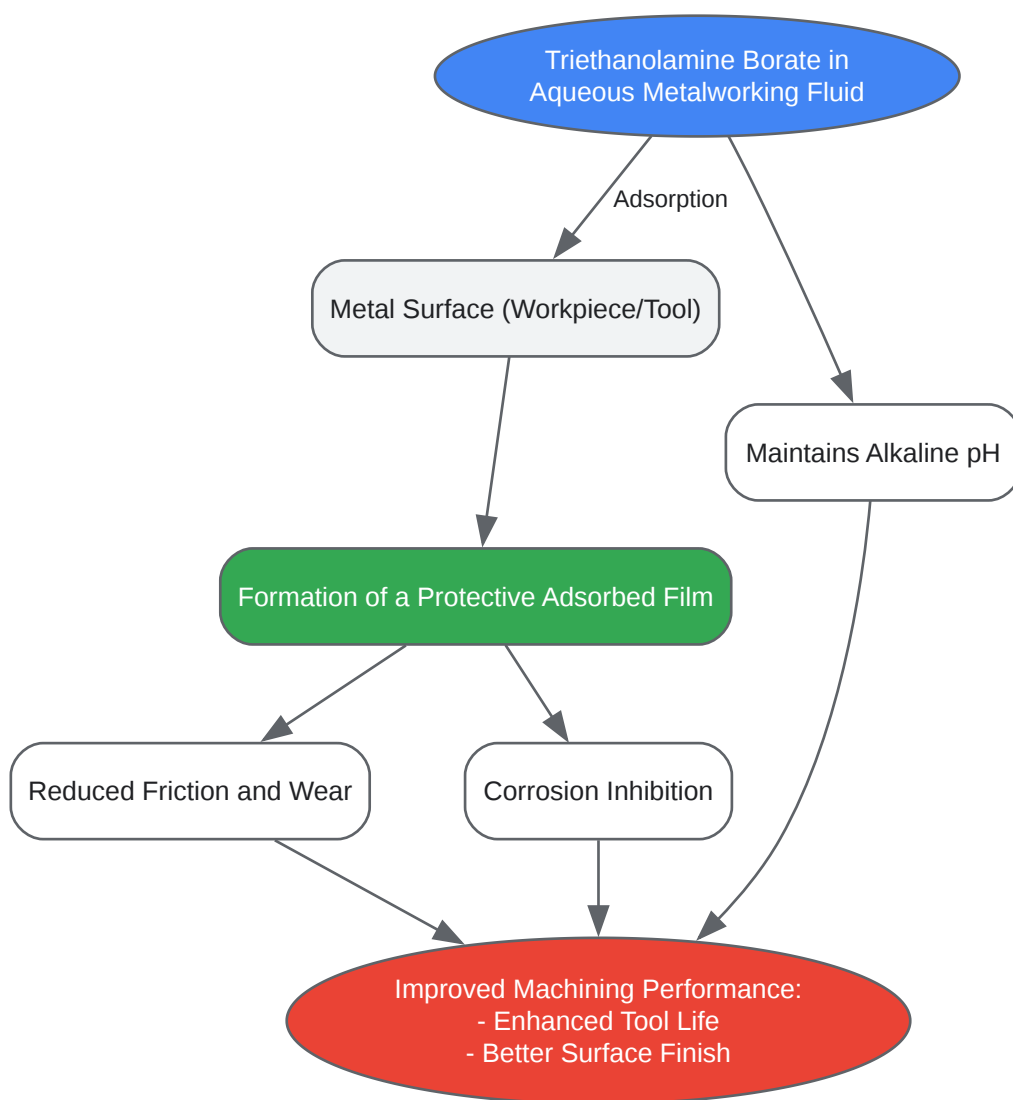 Triethanolamine Borate in
Aqueous Metalworking Fluid
Adsorption
Metal Surface (Workpiece/Tool)
Maintains Alkaline pH
Formation of a Protective Adsorbed Film
Reduced Friction and Wear
Corrosion Inhibition
Improved Machining Performance:
- Enhanced Tool Life
- Better Surface Finish